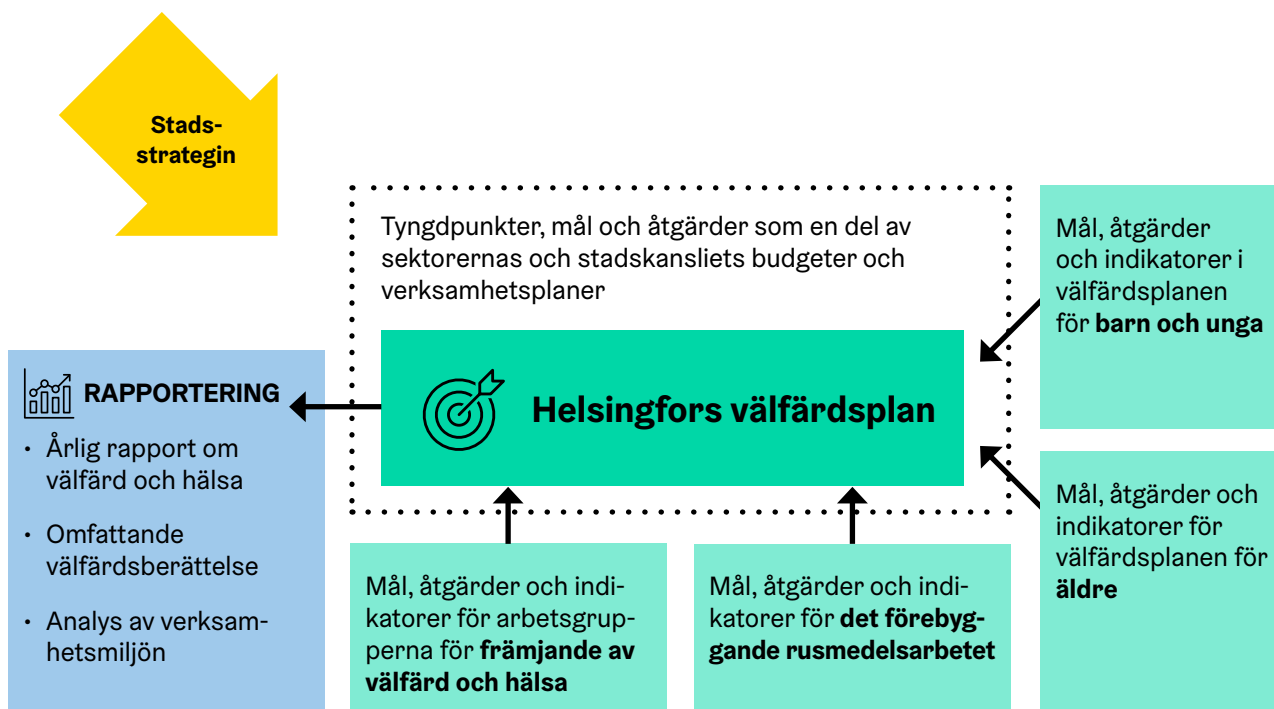 Stads-
strategin
Tyngdpunkter, mål och åtgärder som en del av
sektorernas och stadskansliets budgeter och
verksamhetsplaner
Helsingfors välfärdsplan
Mål, åtgärder
och indikatorer i
välfärdsplanen
för barn och unga
Mål, åtgärder och
indikatorer för
välfärdsplanen för
äldre
RAPPORTERING
• Årlig rapport om
välfärd och hälsa
• Omfattande
välfärdsberättelse
• Analys av verksam-
hetsmiljön
Mål, åtgärder och indi-
katorer för arbetsgrup-
perna för främjande av
välfärd och hälsa
Mål, åtgärder och indi-
katorer för det förebyg-
gande rusmedelsarbetet